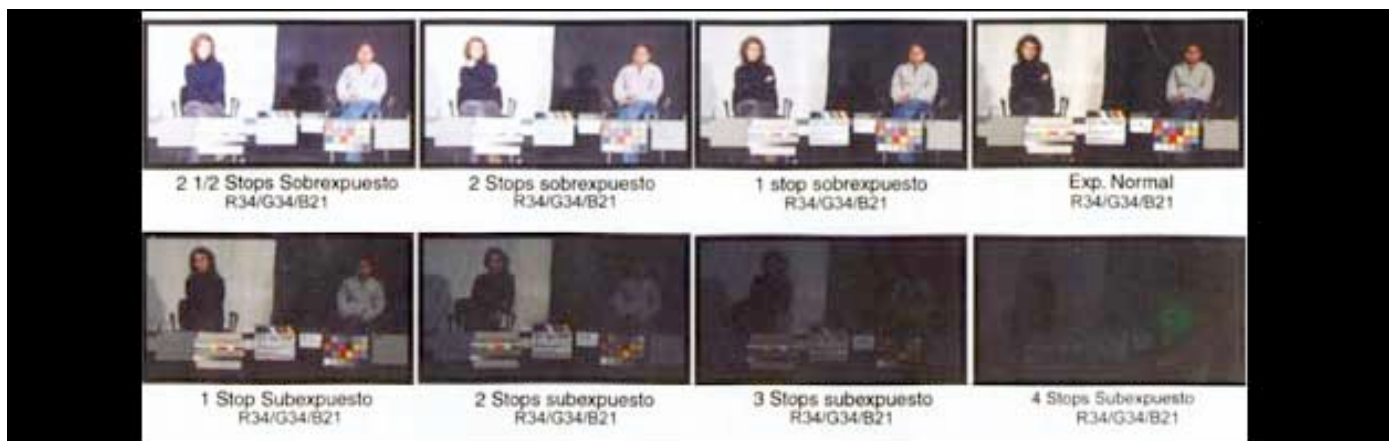 2 1/2 Stops Sobrexpuesto
R34/G34/B21
2 Stops sobrexpuesto
R34/G34/B21
1 stop sobrexpuesto
R34/G34/B21
Exp. Normal
R34/G34/B21
1 Stop Subexpuesto
R34/G34/B21
2 Stops subexpuesto
R34/G34/B21
3 Stops subexpuesto
R34/G34/B21
4 Stops Subexpuesto
R34/G34/B21